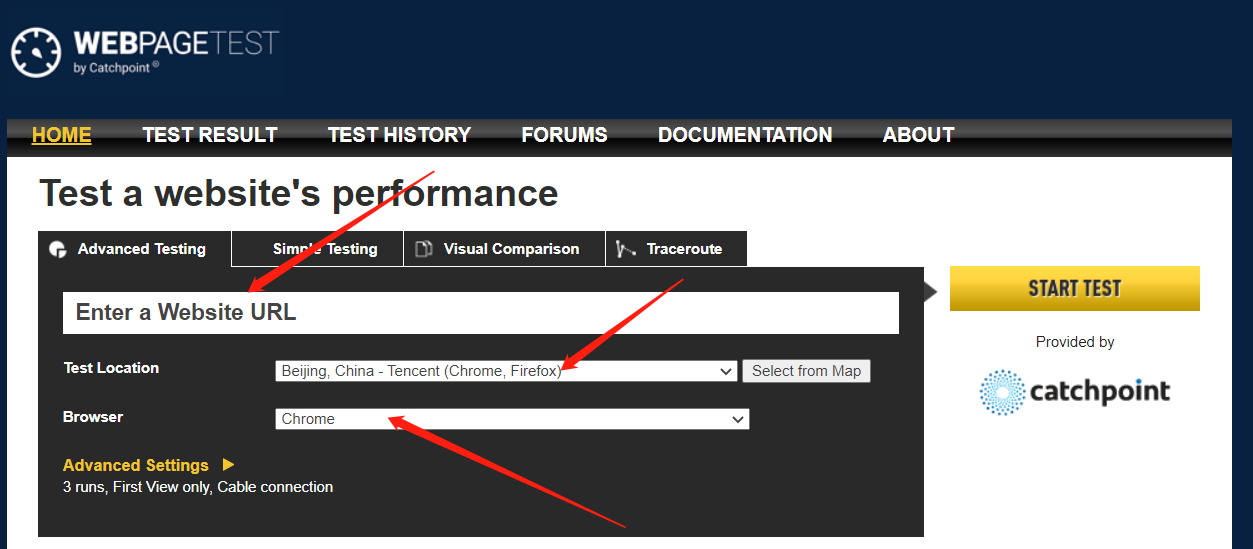 WEBPAGETEST
by Catchpoint ®
HOME TEST RESULT TEST HISTORY FORUMS DOCUMENTATION ABOUT
Test a website's performance
Advanced Testing Simple Testing Visual Comparison Traceroute
Enter a Website URL
START TEST
Provided by
catchpoint
Test Location Beijing, China - Tencent (Chrome, Firefox) Select from Map
Browser Chrome
Advanced Settings
3 runs, First View only, Cable connection